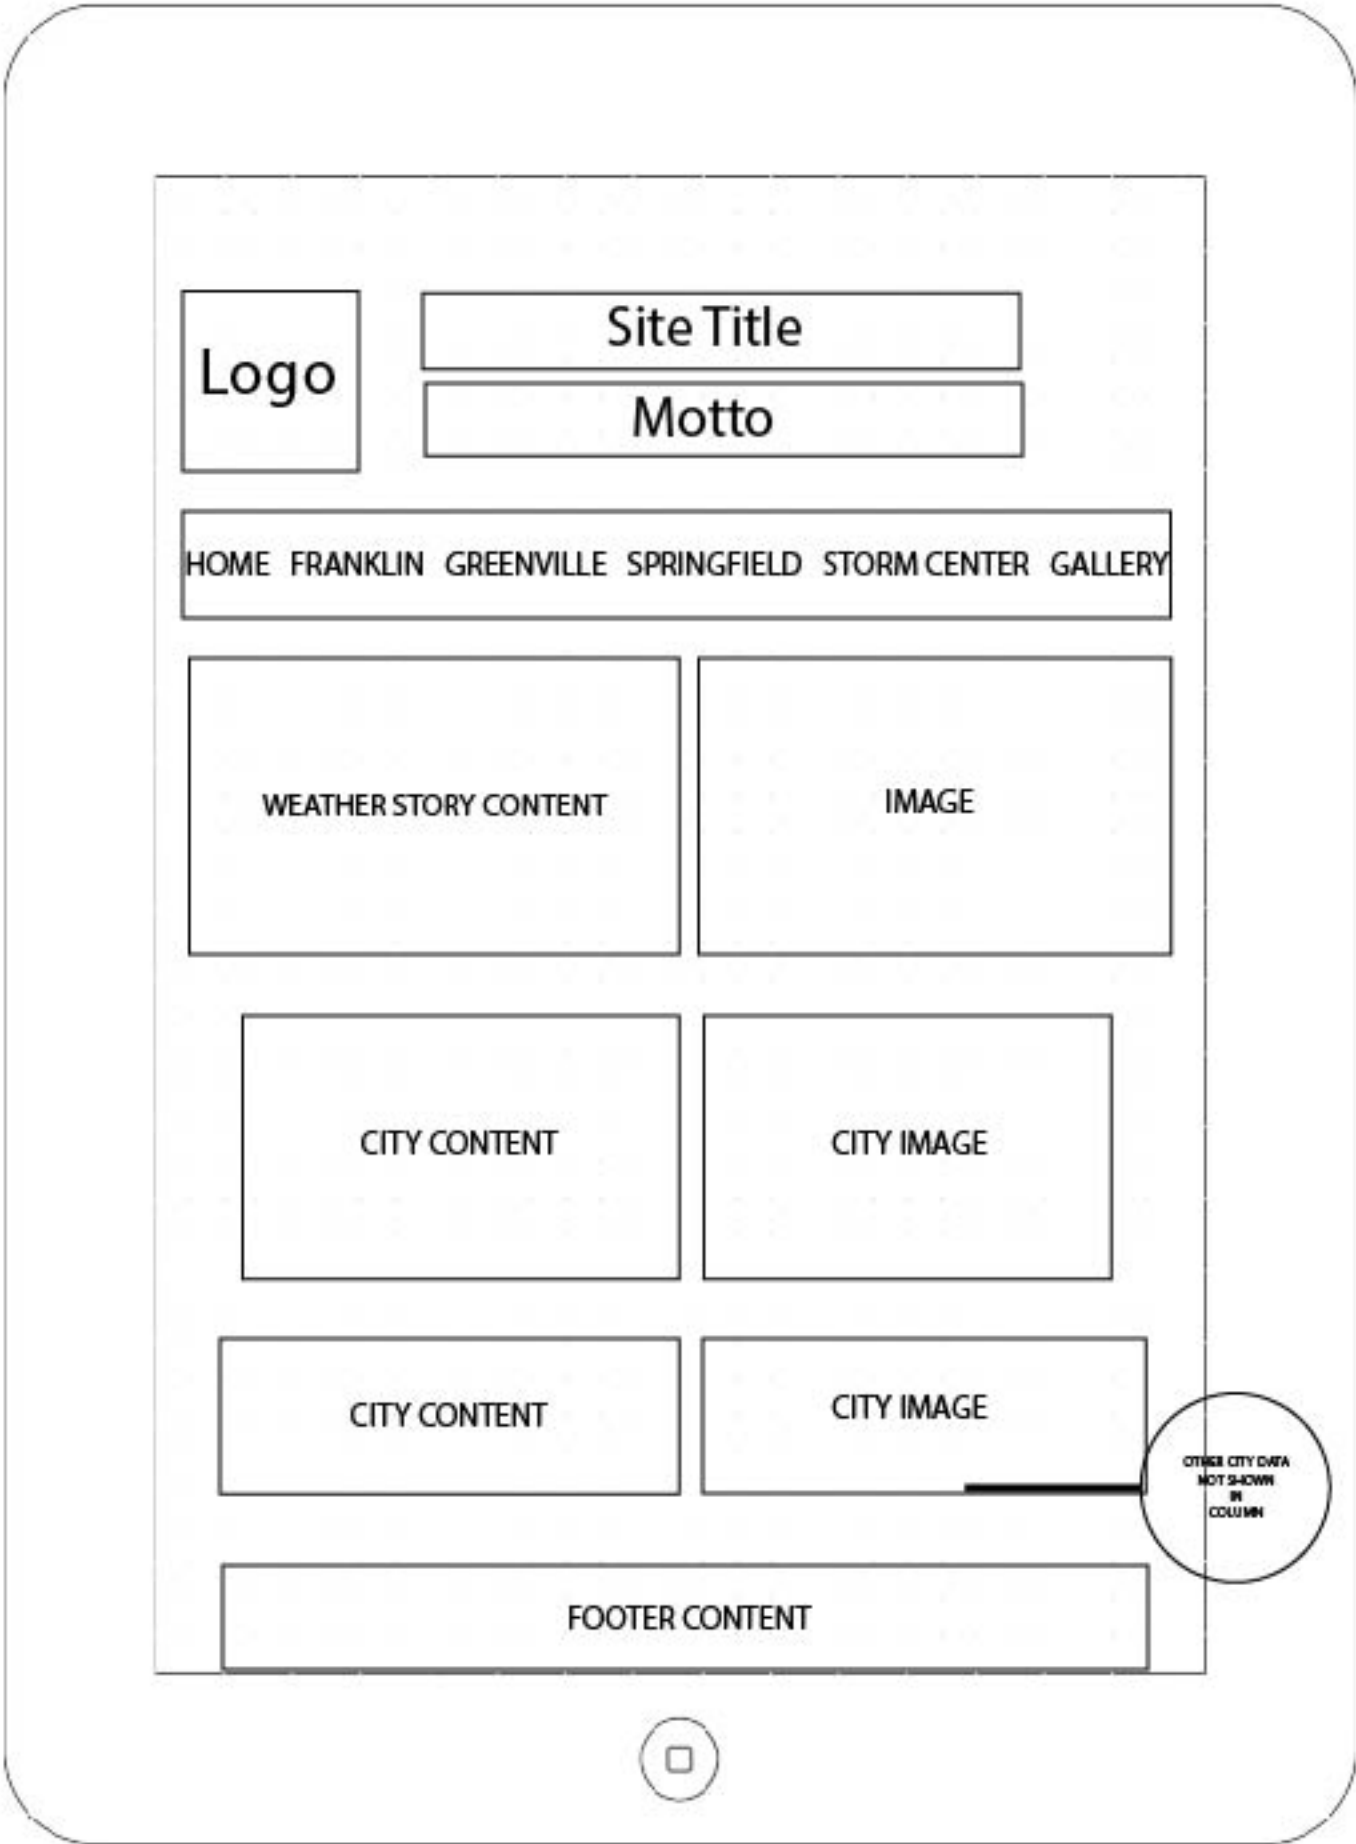 Logo
Site Title
Motto
HOME FRANKLIN GREENVILLE SPRINGFIELD STORM CENTER GALLERY
WEATHER STORY CONTENT
IMAGE
CITY CONTENT
CITY IMAGE
CITY CONTENT
CITY IMAGE
OTHER CITY DATA
NOT SHOWN
IN
COLUMN
FOOTER CONTENT